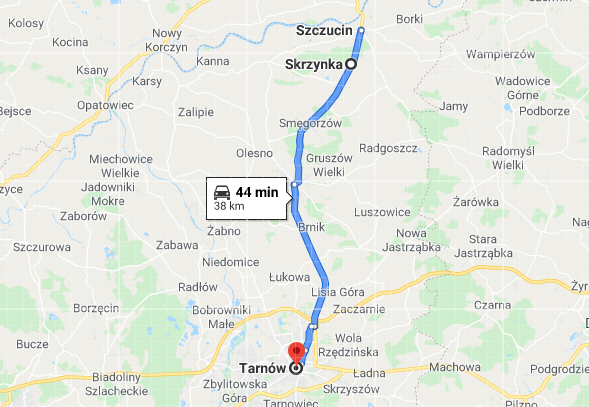 Kolosy
Borki
Szczucin
Nowy
Korczyn
Kocina
Kanna
Skrzynka
Wampierzów
Ksany
Karsy
Wadowice
Górne
Opatowiec
Jamy
Podborze
Bejsce
Zalipie
Smęgorzów
Olesno
Radgoszcz
Radomyśl
Wielki
Miechowice
Wielkie
Gruszów
Wielki
Jadowniki
Mokre
44 min
38 km
Żarówka
Zaborów
Luszowice
Żabno
Brnik
Nowa
Jastrząbka
Stara
Jastrząbka
Szczurowa
Zabawa
Niedomice
Łukowa
Radłów
Lisia Góra
Borzęcin
Bobrowniki
Małe
Zaczarnie
Czarna
Bucze
Wola
Rzędzińska
Tarnów
Ładna
Machowa
Podgrodzie
Biadoliny
Szlacheckie
Zbylitowska
Góra
Skrzyszów
Tarnowiec
Pilzno